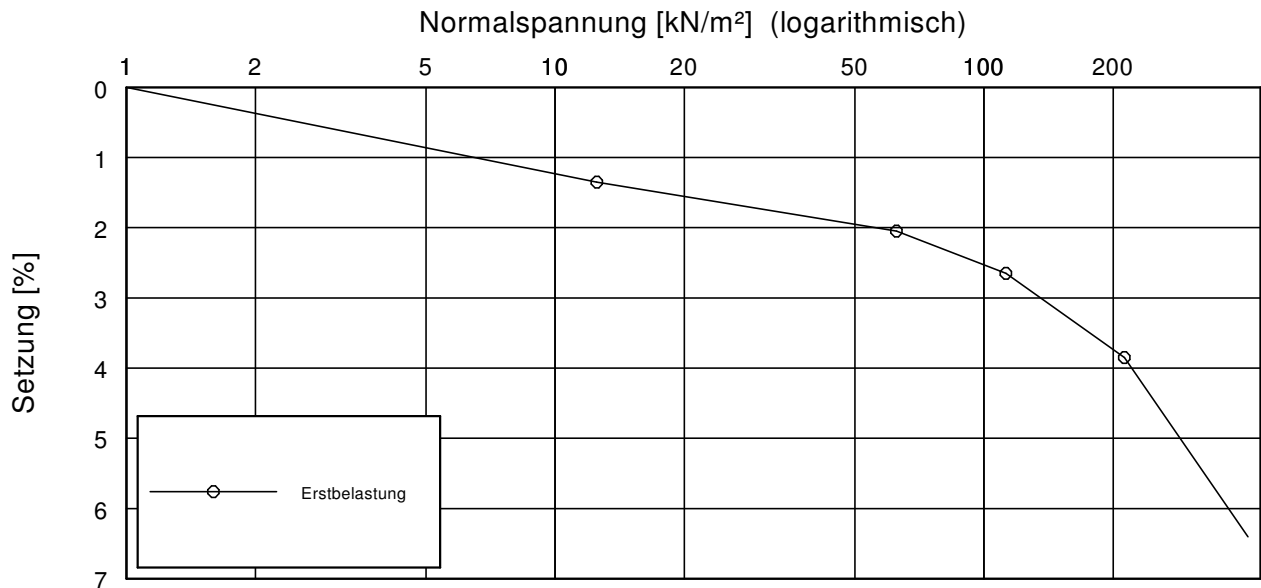 Normalspannung [kN/m²] (logarithmisch)
1 2 5 10 20 50 100 200
0
1
2
3
4
5
6
7
Setzung [%]
Erstbelastung